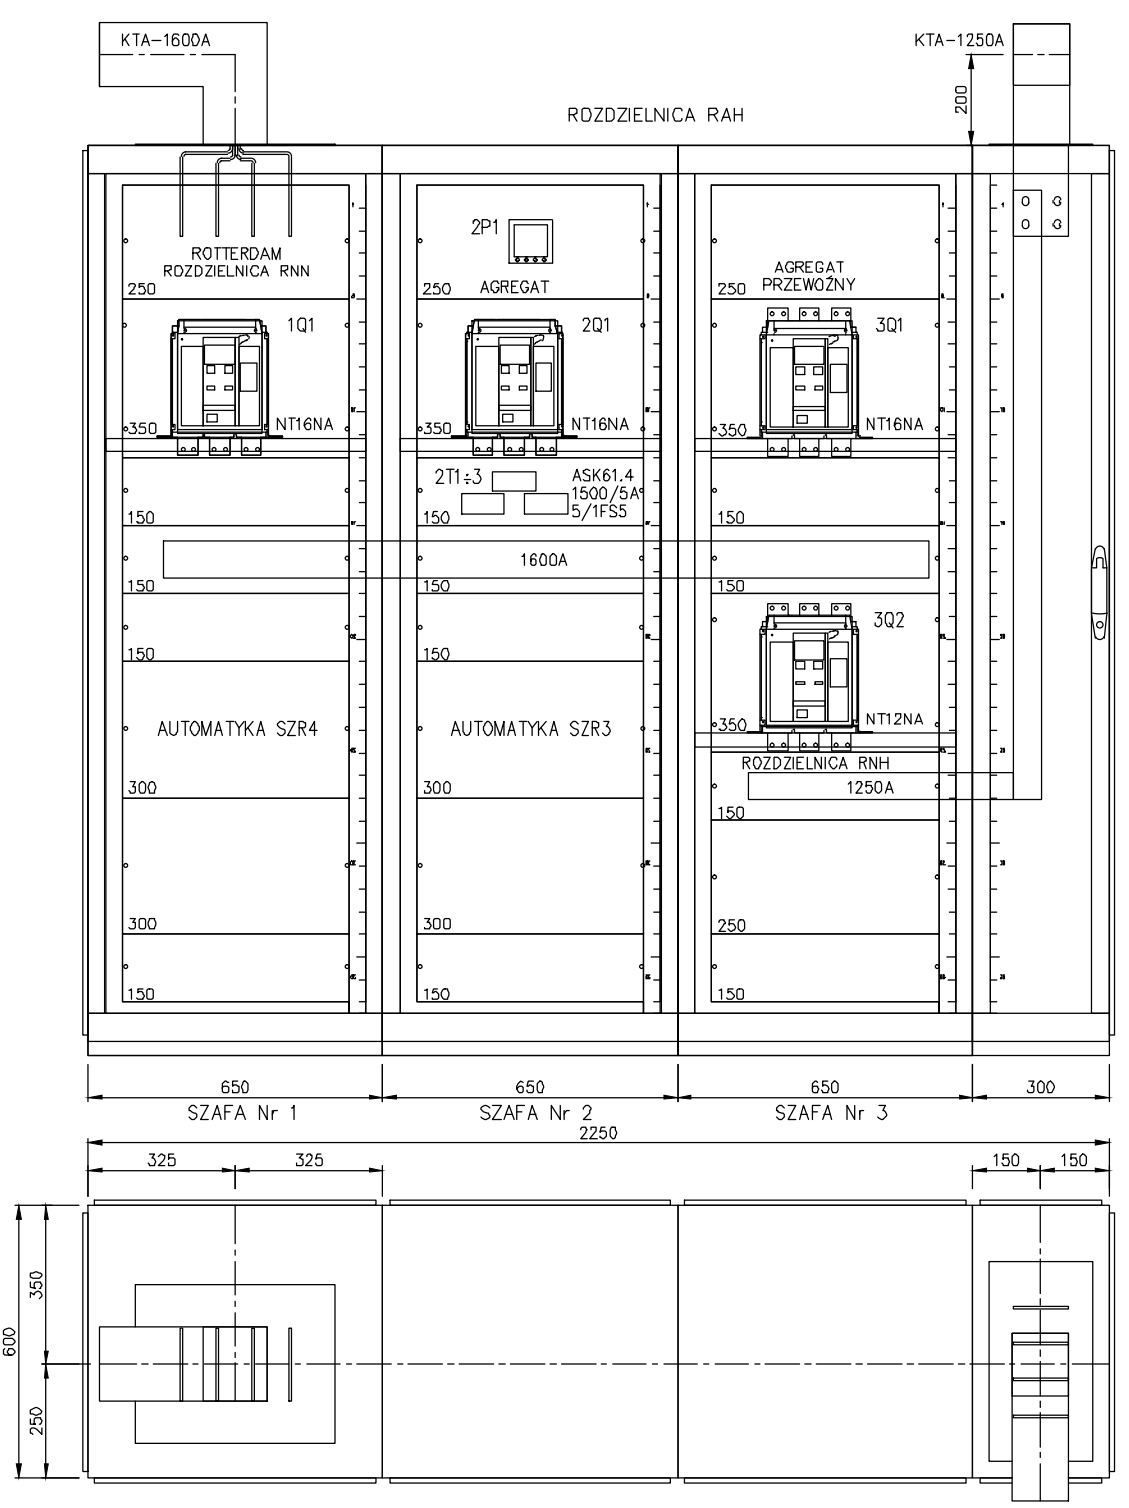 KTA-1600A
KTA-1250A
200
ROZDZIELNICA RAH
ROTTERDAM
ROZDZIELNICA RNN
250
1Q1
350
NT16NA
150
150
150
AUTOMATYKA SZR4
300
300
150
2P1
AGREGAT
250
2Q1
350
NT16NA
2T1÷3
ASK61.4
1500/5A
5/1FS5
150
1600A
150
150
AUTOMATYKA SZR3
300
300
150
AGREGAT
PRZEWOŹNY
250
3Q1
350
NT16NA
150
150
3Q2
350
NT12NA
ROZDZIELNICA RNH
1250A
150
250
150
650
650
650
300
SZAFA Nr 1
SZAFA Nr 2
SZAFA Nr 3
2250
325
325
150
150
350
600
250